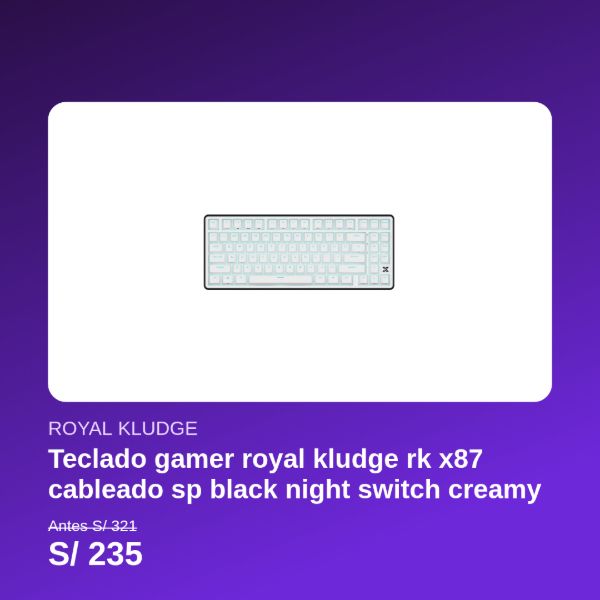 ROYAL KLUDGE
Teclado gamer royal kludge rk x87
cableado sp black night switch creamy
Antes S/ 321
S/ 235